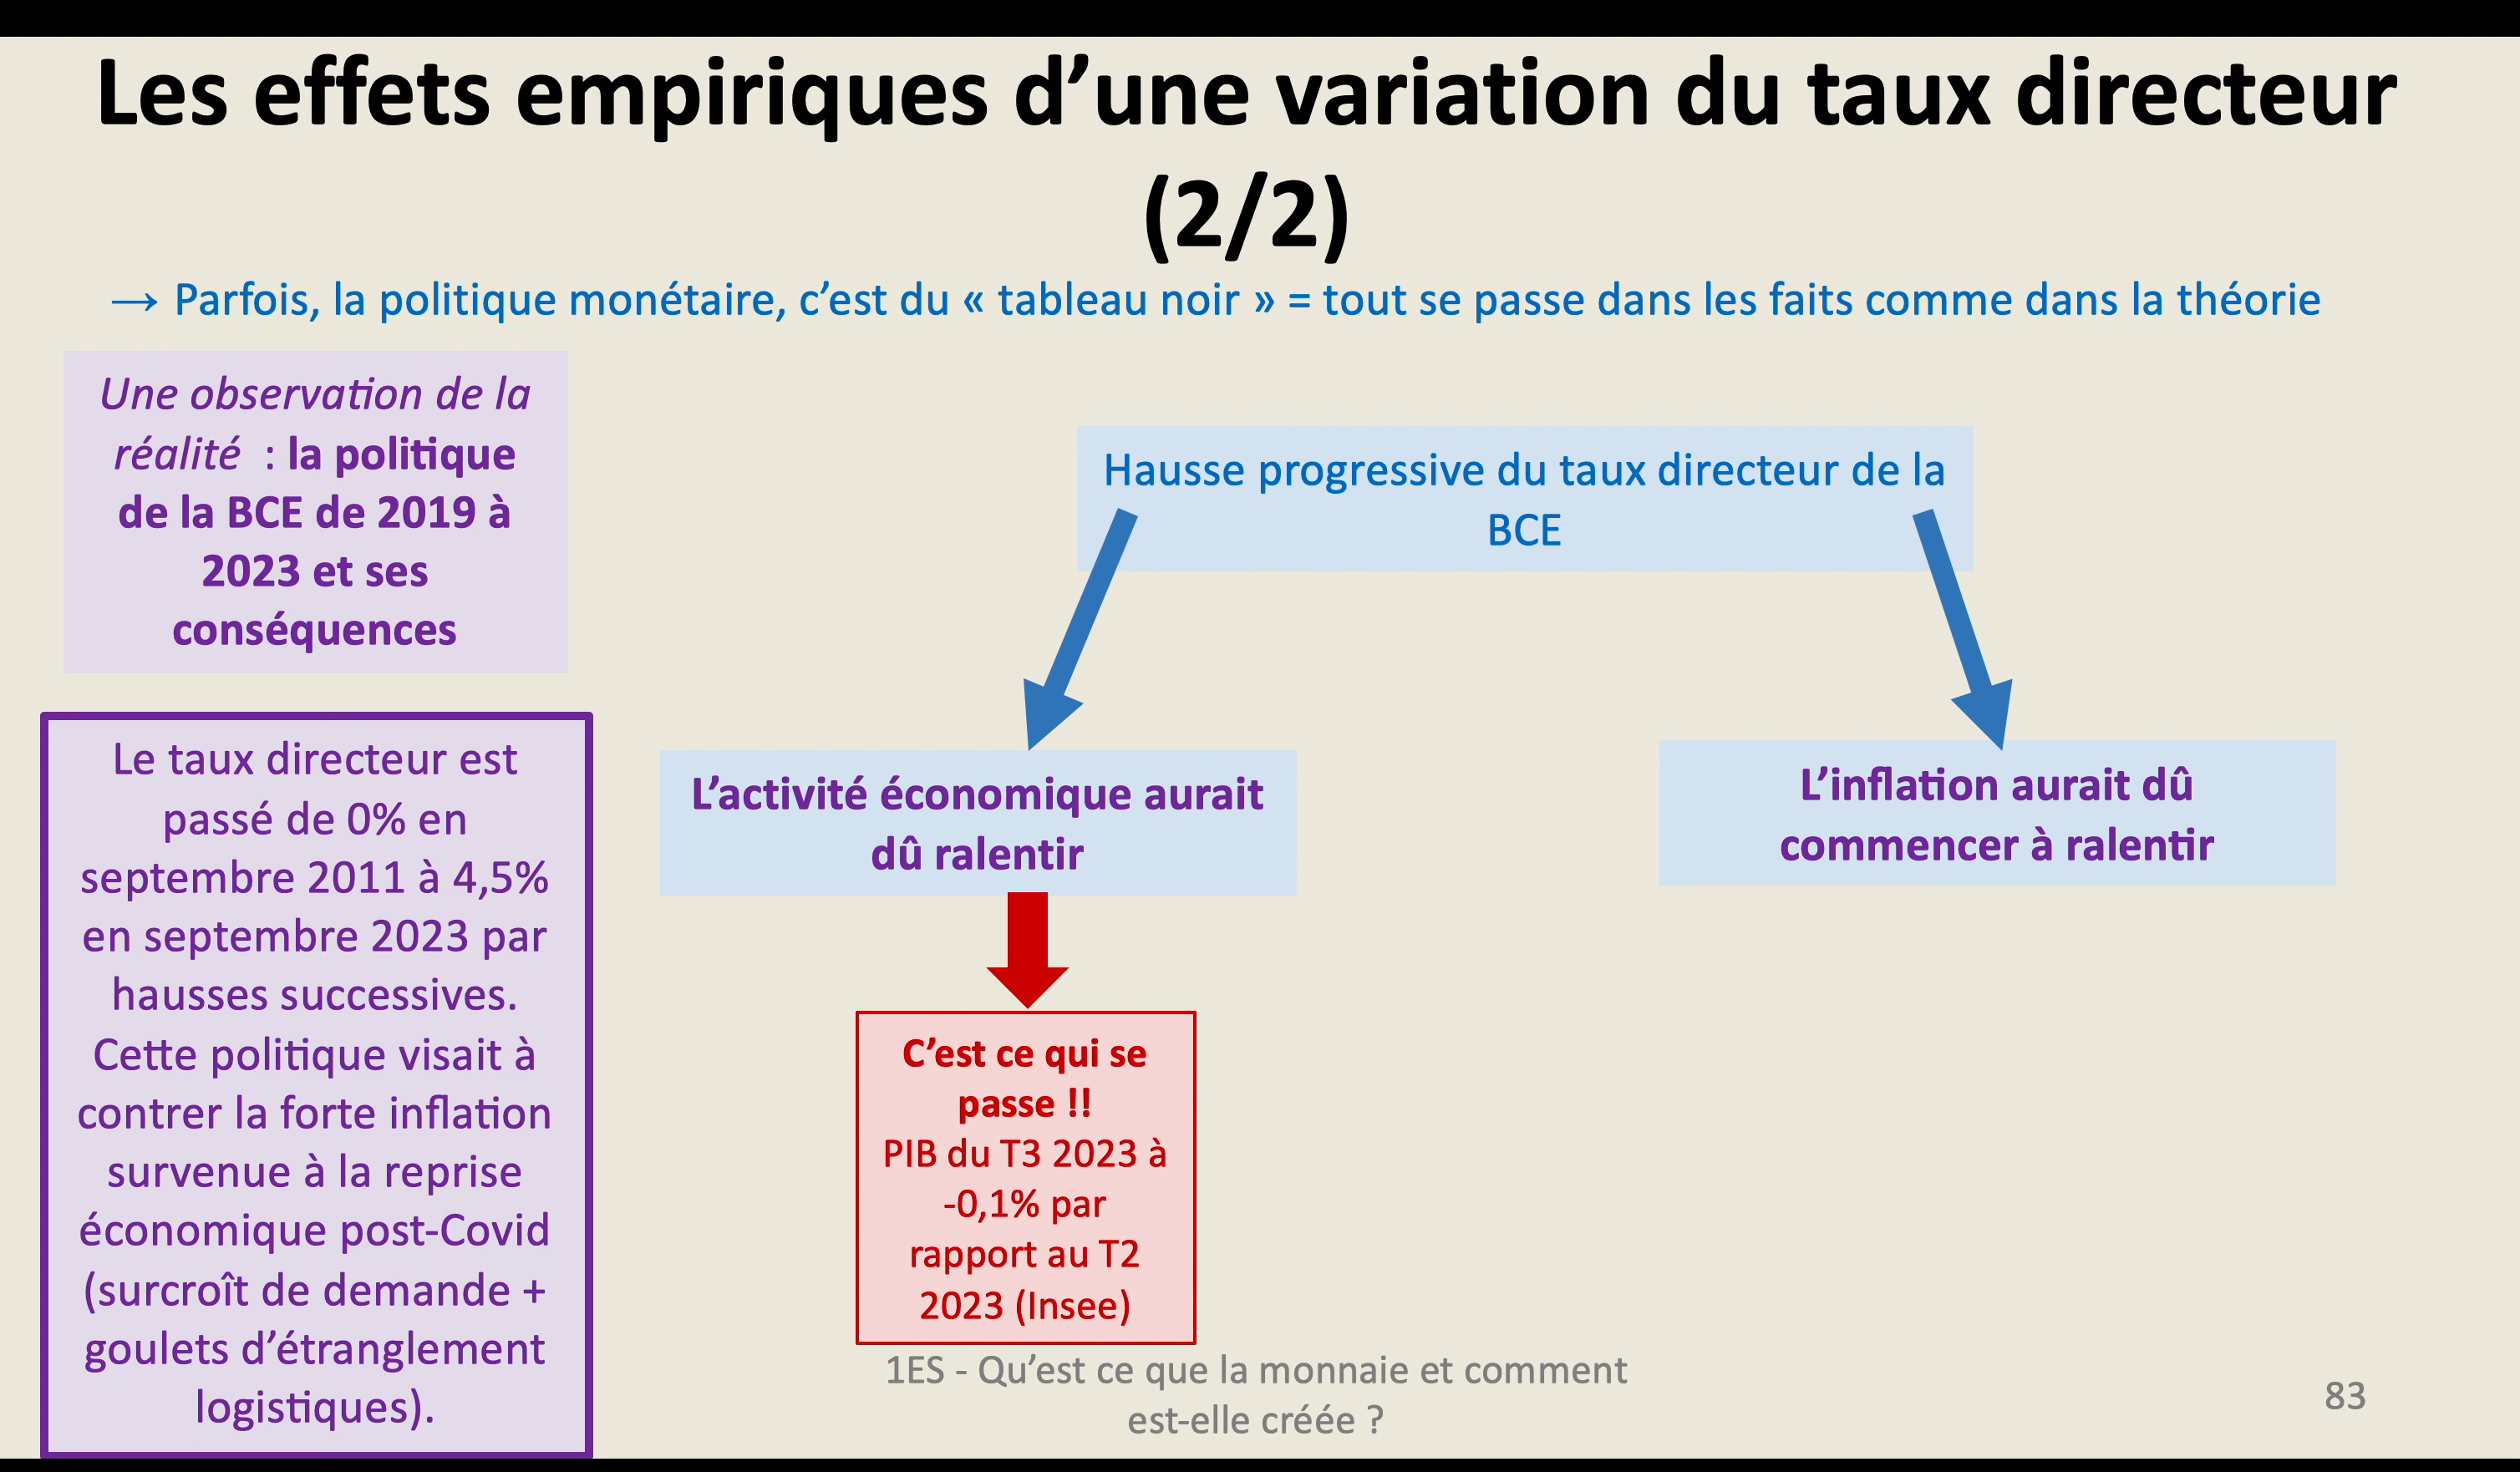 Les effets empiriques d’une variation du taux directeur
(2/2)
→ Parfois, la politique monétaire, c’est du « tableau noir » = tout se passe dans les faits comme dans la théorie
Une observation de la
réalité : la politique
de la BCE de 2019 à
2023 et ses
conséquences
Le taux directeur est
passé de 0% en
septembre 2011 à 4,5%
en septembre 2023 par
hausses successives.
Cette politique visait à
contrer la forte inflation
survenue à la reprise
économique post-Covid
(surcroît de demande +
goulets d’étranglement
logistiques).
Hausse progressive du taux directeur de la
BCE
L’activité économique aurait
dû ralentir
L’inflation aurait dû
commencer à ralentir
C’est ce qui se
passe !!
PIB du T3 2023 à
-0,1% par
rapport au T2
2023 (Insee)
1ES - Qu’est ce que la monnaie et comment
est-elle créée ?
83